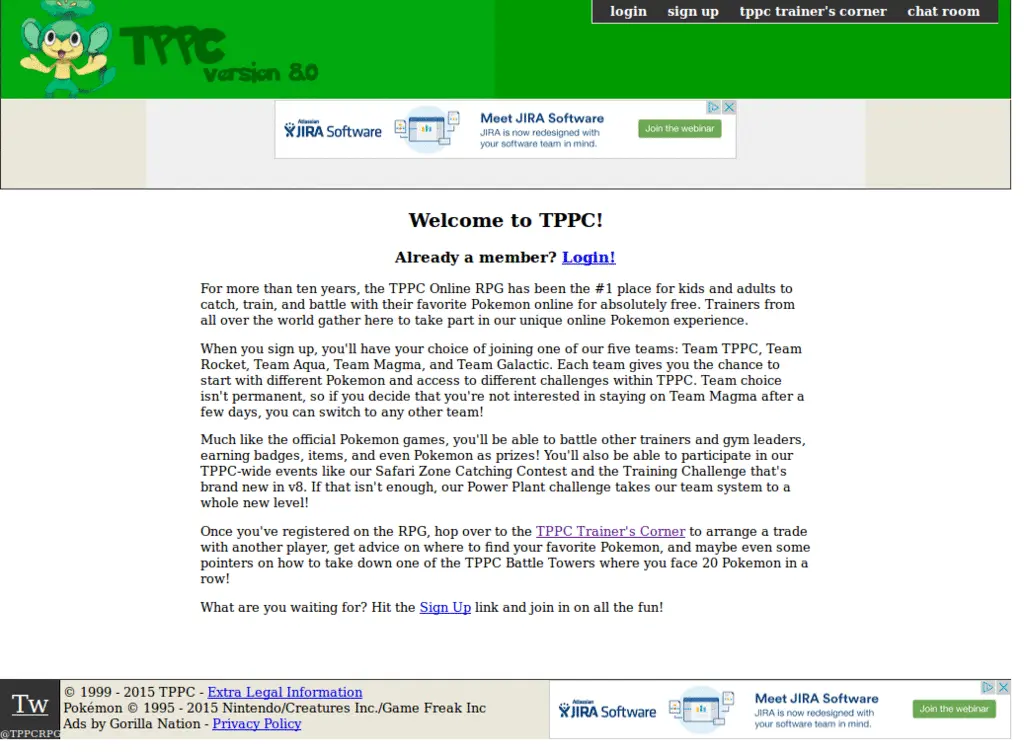 login sign up tppc trainer's corner chat room
TPPC
version 8.0
Atlassian
JIRA Software
Meet JIRA Software
JIRA is now redesigned with
your software team in mind.
Join the webinar
Welcome to TPPC!
Already a member? Login!
For more than ten years, the TPPC Online RPG has been the #1 place for kids and adults to
catch, train, and battle with their favorite Pokemon online for absolutely free. Trainers from
all over the world gather here to take part in our unique online Pokemon experience.
When you sign up, you'll have your choice of joining one of our five teams: Team TPPC, Team
Rocket, Team Aqua, Team Magma, and Team Galactic. Each team gives you the chance to
start with different Pokemon and access to different challenges within TPPC. Team choice
isn't permanent, so if you decide that you're not interested in staying on Team Magma after a
few days, you can switch to any other team!
Much like the official Pokemon games, you'll be able to battle other trainers and gym leaders,
earning badges, items, and even Pokemon as prizes! You'll also be able to participate in our
TPPC-wide events like our Safari Zone Catching Contest and the Training Challenge that's
brand new in v8. If that isn't enough, our Power Plant challenge takes our team system to a
whole new level!
Once you've registered on the RPG, hop over to the TPPC Trainer's Corner to arrange a trade
with another player, get advice on where to find your favorite Pokemon, and maybe even some
pointers on how to take down one of the TPPC Battle Towers where you face 20 Pokemon in a
row!
What are you waiting for? Hit the Sign Up link and join in on all the fun!
Tw
@TPPCRPG
© 1999 - 2015 TPPC - Extra Legal Information
Pokémon © 1995 - 2015 Nintendo/Creatures Inc./Game Freak Inc
Ads by Gorilla Nation - Privacy Policy
Atlassian
JIRA Software
Meet JIRA Software
JIRA is now redesigned with
your software team in mind.
Join the webinar